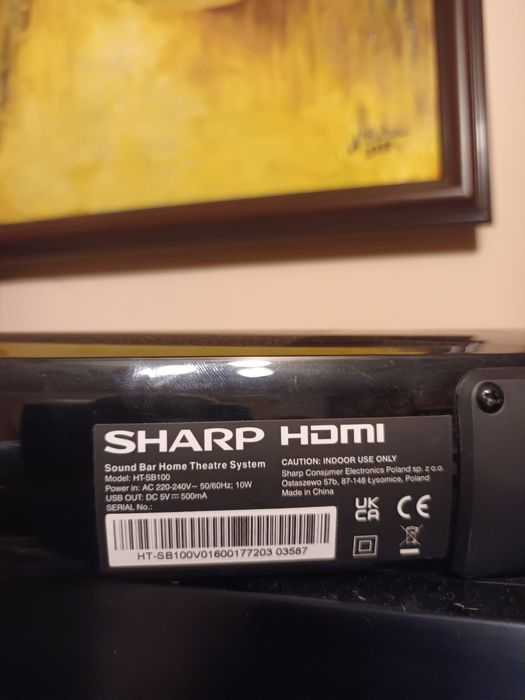 SHARP HDMI
Sound Bar Home Theatre System
Model: HT-SB100
Power in: AC 220-240V~ 50/60Hz; 10W
USB OUT: DC 5V⎓500mA
SERIAL No.:
HT-SB100V01600177203 03587
CAUTION: INDOOR USE ONLY
Sharp Consumer Electronics Poland sp. z o.o.
Ostaszewo 57b, 87-148 Łysomice, Poland
Made in China
UK
CA
CE